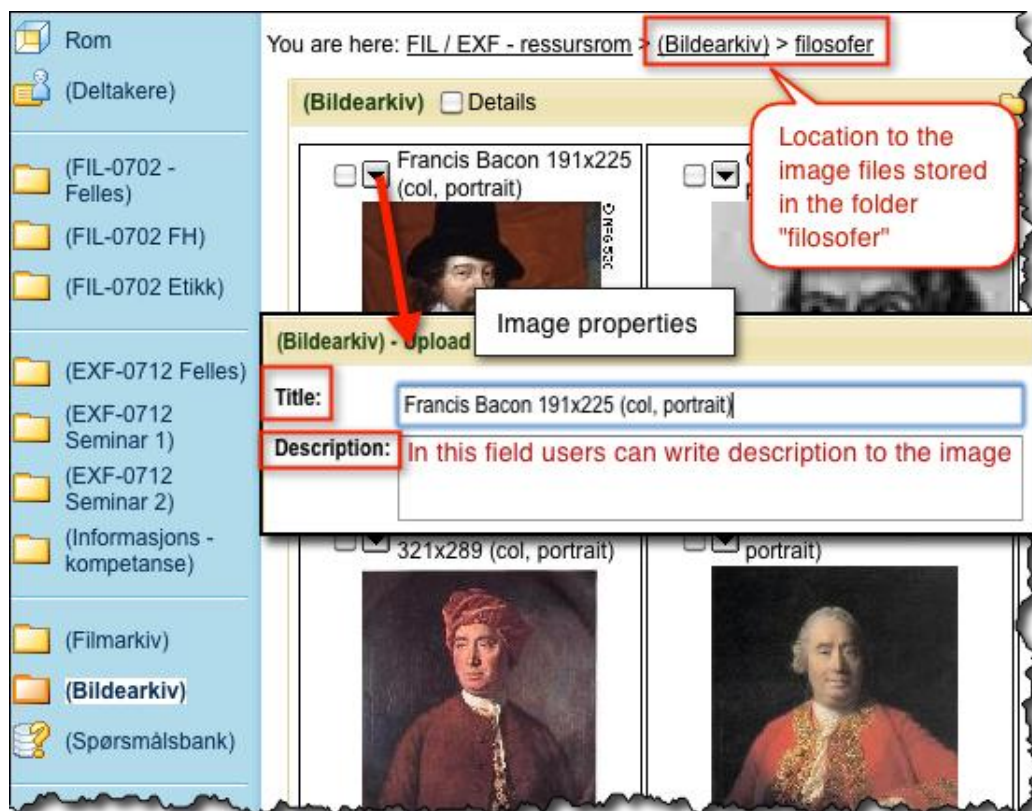 Rom
(Deltakere)
(FIL-0702 -
Felles)
(FIL-0702 FH)
(FIL-0702 Etikk)
(EXF-0712 Felles)
(EXF-0712
Seminar 1)
(EXF-0712
Seminar 2)
(Informasjons -
kompetanse)
(Filmarkiv)
(Bildearkiv)
(Spørsmålsbank)
You are here: FIL / EXF - ressursrom > (Bildearkiv) > filosofer
(Bildearkiv) Details
Location to the
image files stored
in the folder
"filosofer"
Francis Bacon 191x225
(col, portrait)
Image properties
(Bildearkiv) - Upload
Title:
Francis Bacon 191x225 (col, portrait)
Description:
In this field users can write description to the image
321x289 (col, portrait)
portrait)